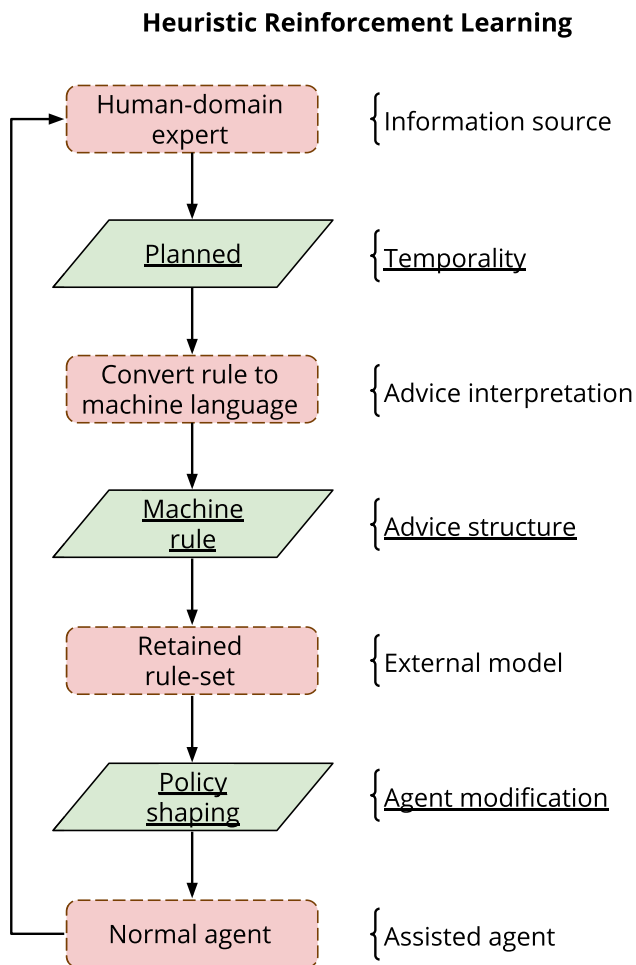 Heuristic Reinforcement Learning
Human-domain
expert
Information source
Planned
Temporality
Convert rule to
machine language
Advice interpretation
Machine
rule
Advice structure
Retained
rule-set
External model
Policy
shaping
Agent modification
Normal agent
Assisted agent